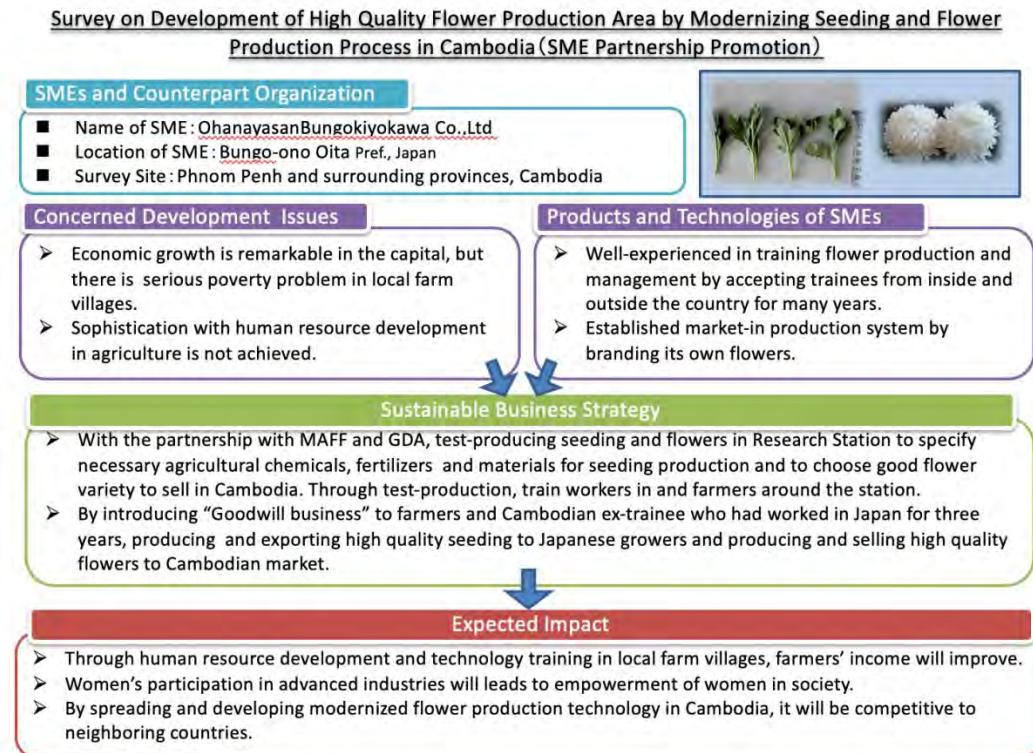 Survey on Development of High Quality Flower Production Area by Modernizing Seeding and Flower
Production Process in Cambodia（SME Partnership Promotion）
SMEs and Counterpart Organization
■ Name of SME：OhanayasanBungokiyokawa Co.,Ltd
■ Location of SME：Bungo-ono Oita Pref., Japan
■ Survey Site：Phnom Penh and surrounding provinces, Cambodia
Concerned Development Issues
➢ Economic growth is remarkable in the capital, but
there is serious poverty problem in local farm
villages.
➢ Sophistication with human resource development
in agriculture is not achieved.
Products and Technologies of SMEs
➢ Well-experienced in training flower production and
management by accepting trainees from inside and
outside the country for many years.
➢ Established market-in production system by
branding its own flowers.
Sustainable Business Strategy
➢ With the partnership with MAFF and GDA, test-producing seeding and flowers in Research Station to specify
necessary agricultural chemicals, fertilizers and materials for seeding production and to choose good flower
variety to sell in Cambodia. Through test-production, train workers in and farmers around the station.
➢ By introducing “Goodwill business” to farmers and Cambodian ex-trainee who had worked in Japan for three
years, producing and exporting high quality seeding to Japanese growers and producing and selling high quality
flowers to Cambodian market.
Expected Impact
➢ Through human resource development and technology training in local farm villages, farmers’ income will improve.
➢ Women’s participation in advanced industries will leads to empowerment of women in society.
➢ By spreading and developing modernized flower production technology in Cambodia, it will be competitive to
neighboring countries.